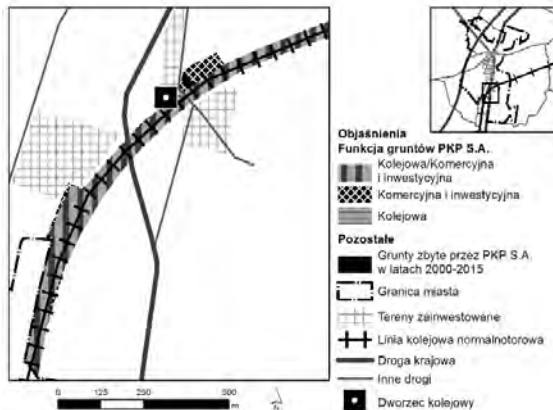 Objaśnienia
Funkcja gruntów PKP S.A.
Kolejowa/Komercyjna
i inwestycyjna
Komercyjna i inwestycyjna
Kolejowa
Pozostałe
Grunty zbyte przez PKP S.A.
w latach 2000-2015
Granica miasta
Tereny zainwestowane
Linia kolejowa normalnotorowa
Droga krajowa
Inne drogi
Dworzec kolejowy
0 125 250 500
m